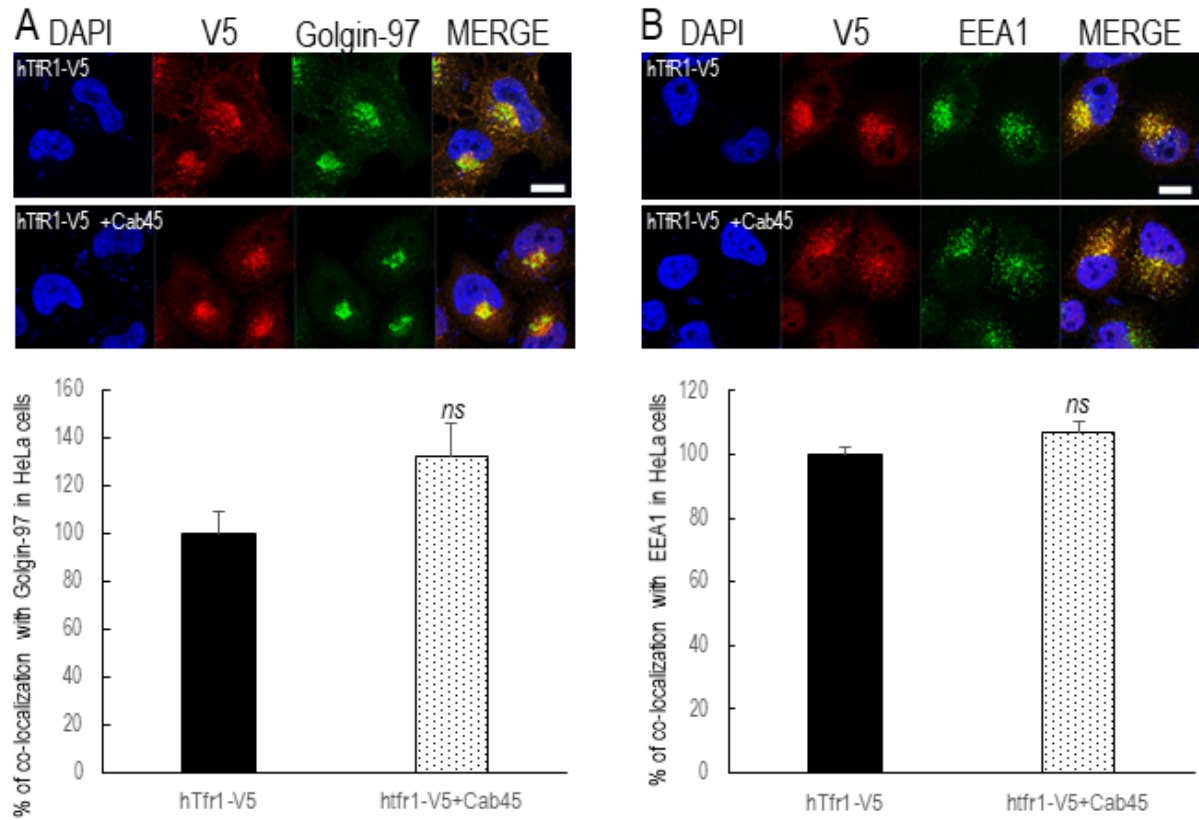 A
DAPI V5 Golgin-97 MERGE
hTfR1-V5
hTfR1-V5 +Cab45
% of co-localization with Golgin-97 in HeLa cells
160
140
120
100
80
60
40
20
0
ns
hTfr1-V5 htfr1-V5+Cab45
B
DAPI V5 EEA1 MERGE
hTfR1-V5
hTfR1-V5 +Cab45
% of co-localization with EEA1 in HeLa cells
120
100
80
60
40
20
0
ns
hTfr1-V5 htfr1-V5+Cab45